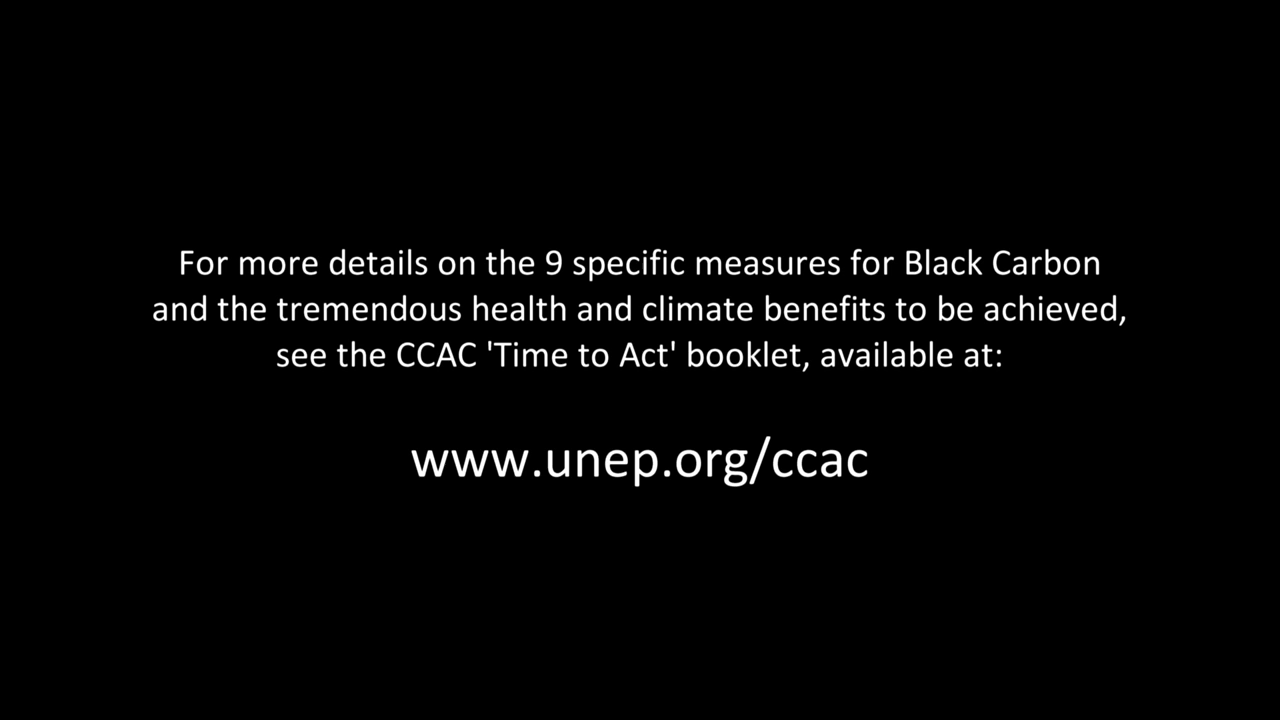 For more details on the 9 specific measures for Black Carbon
and the tremendous health and climate benefits to be achieved,
see the CCAC 'Time to Act' booklet, available at:
www.unep.org/ccac